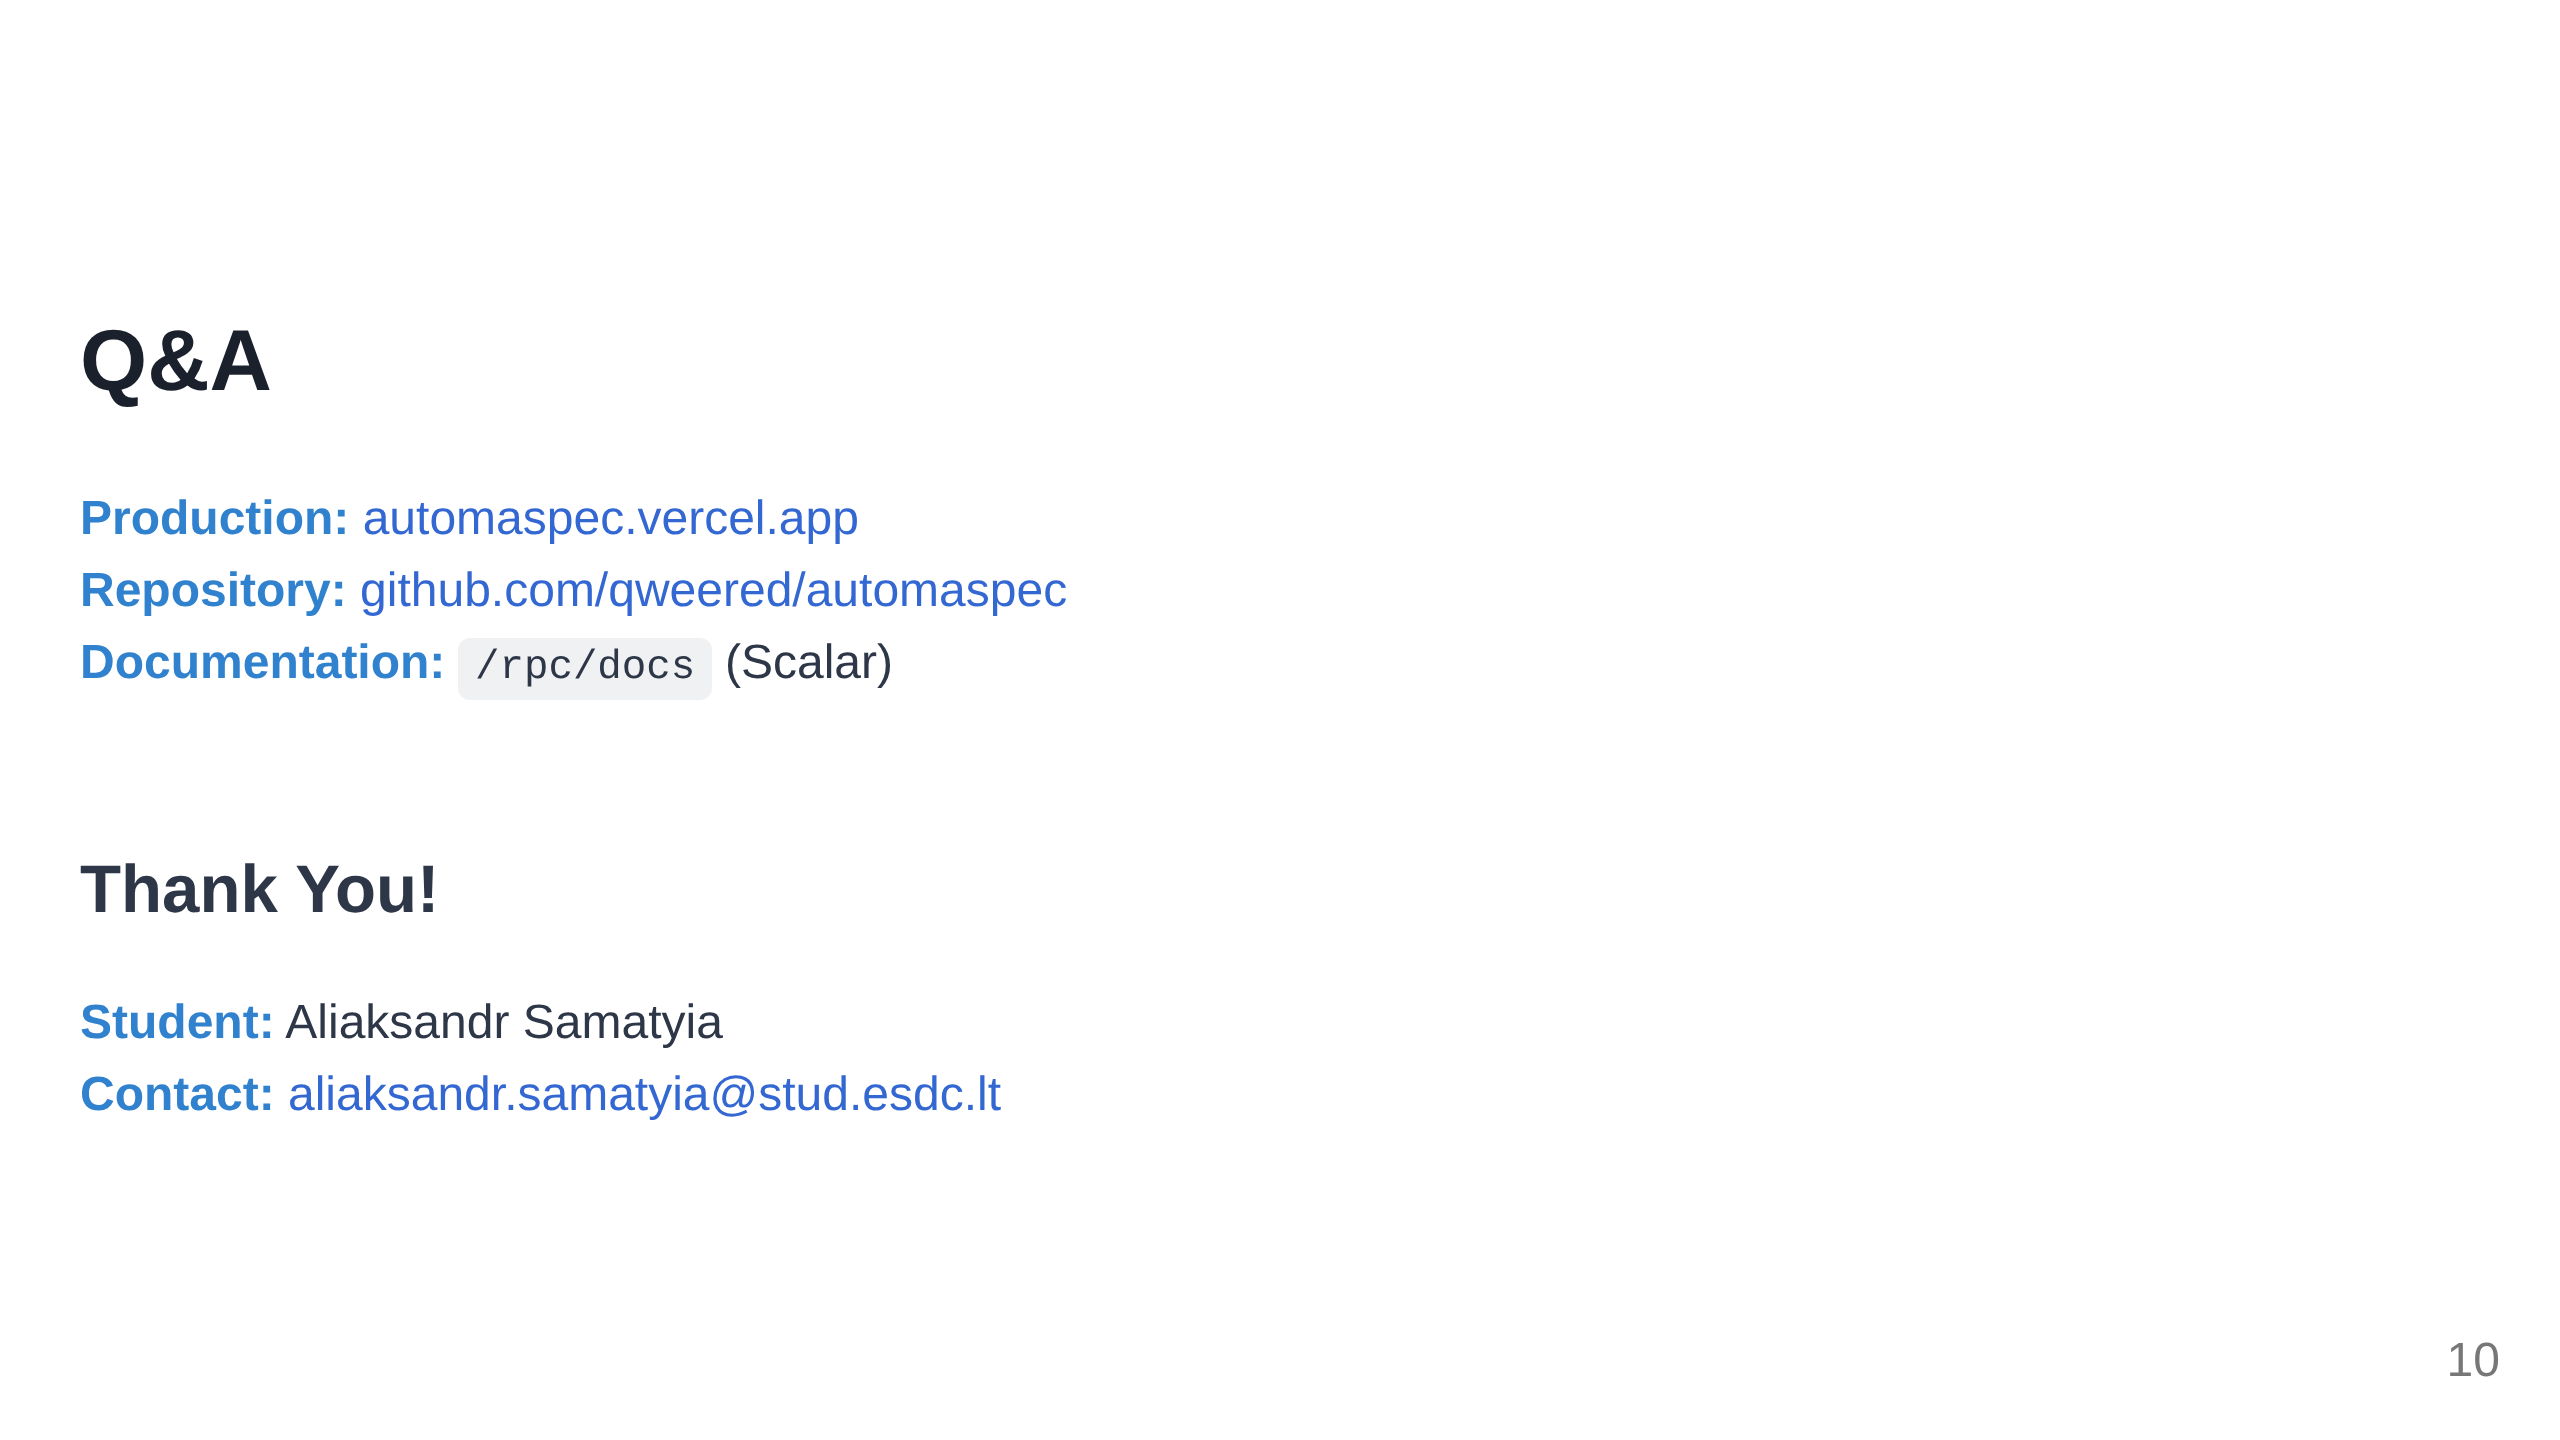 Q&A
Production: automaspec.vercel.app
Repository: github.com/qweered/automaspec
Documentation: /rpc/docs (Scalar)
Thank You!
Student: Aliaksandr Samatyia
Contact: aliaksandr.samatyia@stud.esdc.lt
10